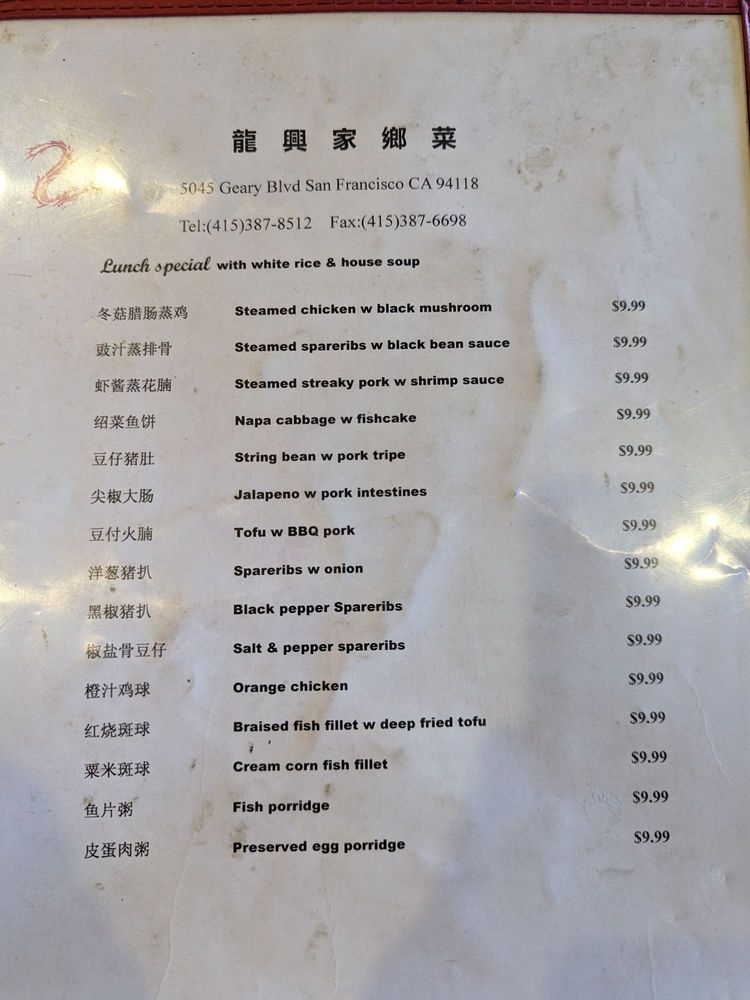 龍興家鄉菜
5045 Geary Blvd San Francisco CA 94118
Tel:(415)387-8512 Fax:(415)387-6698
Lunch special with white rice & house soup
冬菇腊肠蒸鸡 Steamed chicken w black mushroom $9.99
豉汁蒸排骨 Steamed spareribs w black bean sauce $9.99
虾酱蒸花腩 Steamed streaky pork w shrimp sauce $9.99
绍菜鱼饼 Napa cabbage w fishcake $9.99
豆仔猪肚 String bean w pork tripe $9.99
尖椒大肠 Jalapeno w pork intestines $9.99
豆付火腩 Tofu w BBQ pork $9.99
洋葱猪扒 Spareribs w onion $9.99
黑椒猪扒 Black pepper Spareribs $9.99
椒盐骨豆仔 Salt & pepper spareribs $9.99
橙汁鸡球 Orange chicken $9.99
红烧斑球 Braised fish fillet w deep fried tofu $9.99
粟米斑球 Cream corn fish fillet $9.99
鱼片粥 Fish porridge $9.99
皮蛋肉粥 Preserved egg porridge $9.99